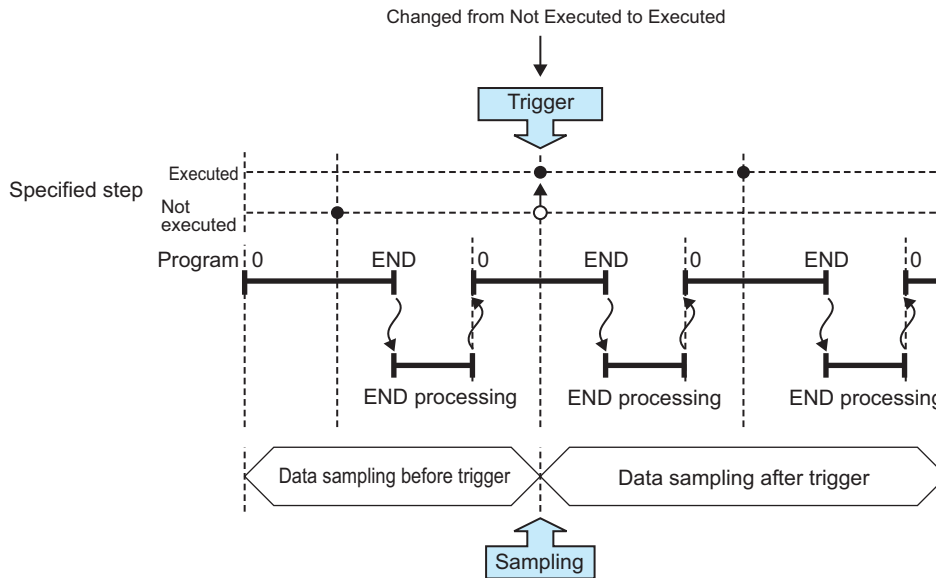 Changed from Not Executed to Executed
Trigger
Specified step
Executed
Not
executed
Program
0 END 0 END 0 END 0
END processing END processing END processing
Data sampling before trigger Data sampling after trigger
Sampling